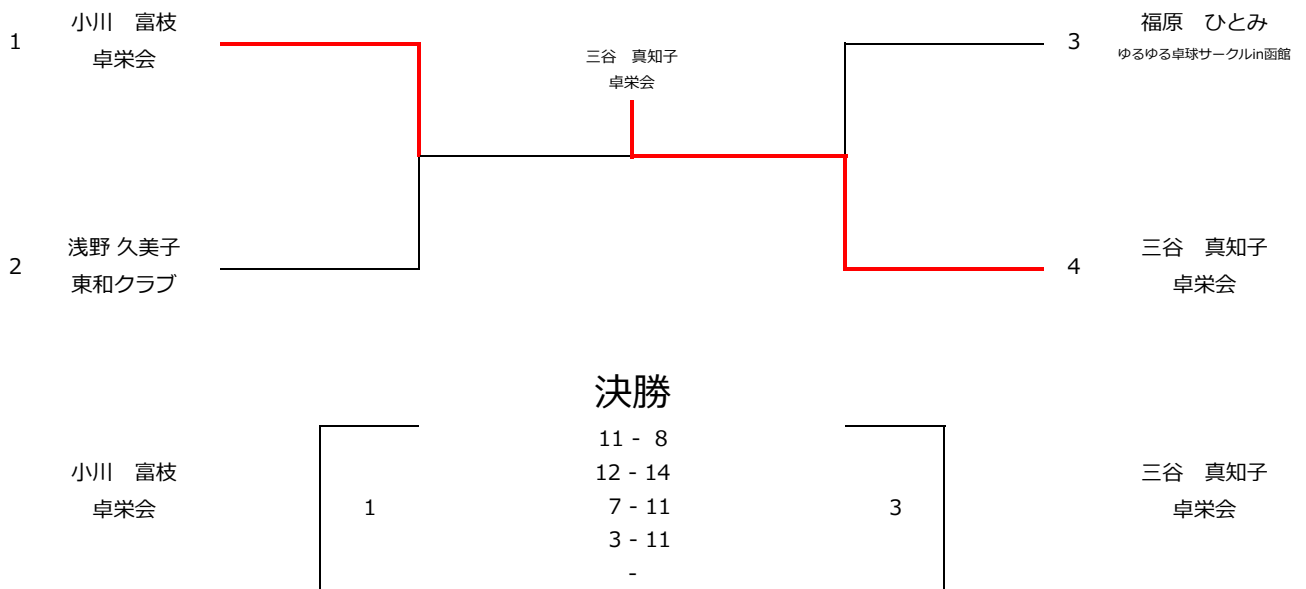 1
小川　富枝
卓栄会
三谷　真知子
卓栄会
3
福原　ひとみ
ゆるゆる卓球サークルin函館
2
浅野 久美子
東和クラブ
4
三谷　真知子
卓栄会
決勝
小川　富枝
卓栄会
1
11 - 8
12 - 14
7 - 11
3 - 11
-
3
三谷　真知子
卓栄会